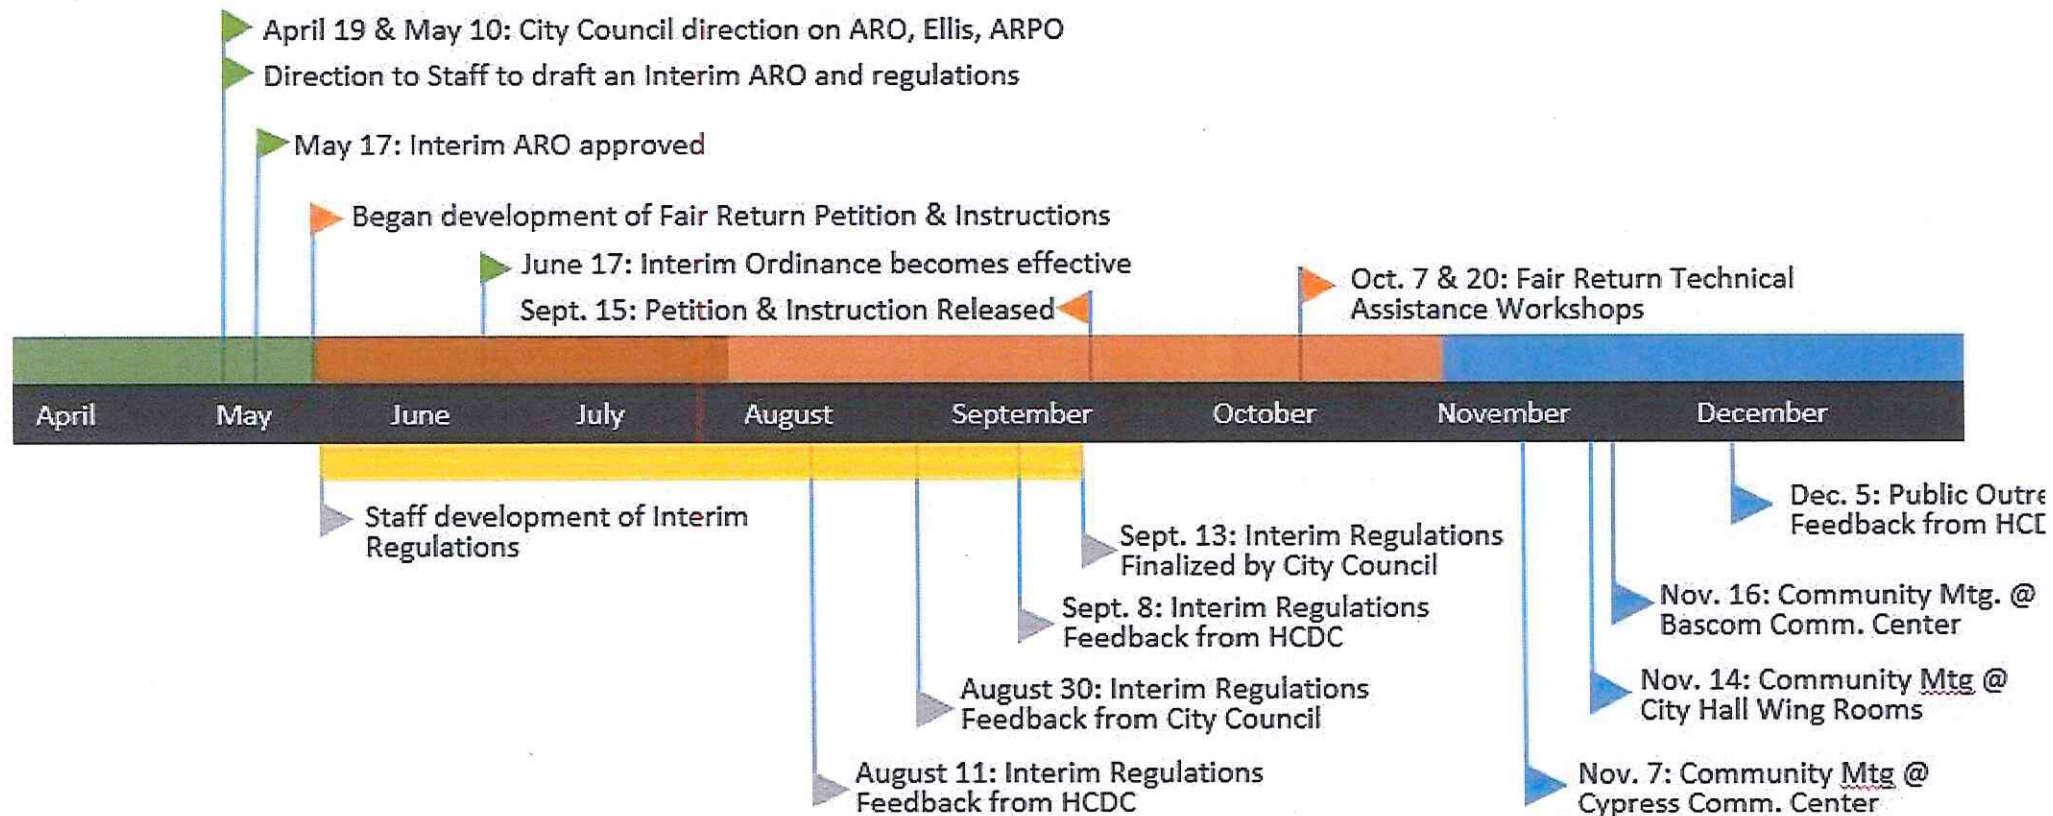 April 19 & May 10: City Council direction on ARO, Ellis, ARPO
Direction to Staff to draft an Interim ARO and regulations
May 17: Interim ARO approved
Began development of Fair Return Petition & Instructions
June 17: Interim Ordinance becomes effective
Sept. 15: Petition & Instruction Released
Oct. 7 & 20: Fair Return Technical
Assistance Workshops
April May June July August September October November December
Staff development of Interim
Regulations
Sept. 13: Interim Regulations
Finalized by City Council
Sept. 8: Interim Regulations
Feedback from HCDC
August 30: Interim Regulations
Feedback from City Council
August 11: Interim Regulations
Feedback from HCDC
Dec. 5: Public
Feedback from
Nov. 16: Community Mtg. @
Bascom Comm. Center
Nov. 14: Community Mtg @
City Hall Wing Rooms
Nov. 7: Community Mtg @
Cypress Comm. Center